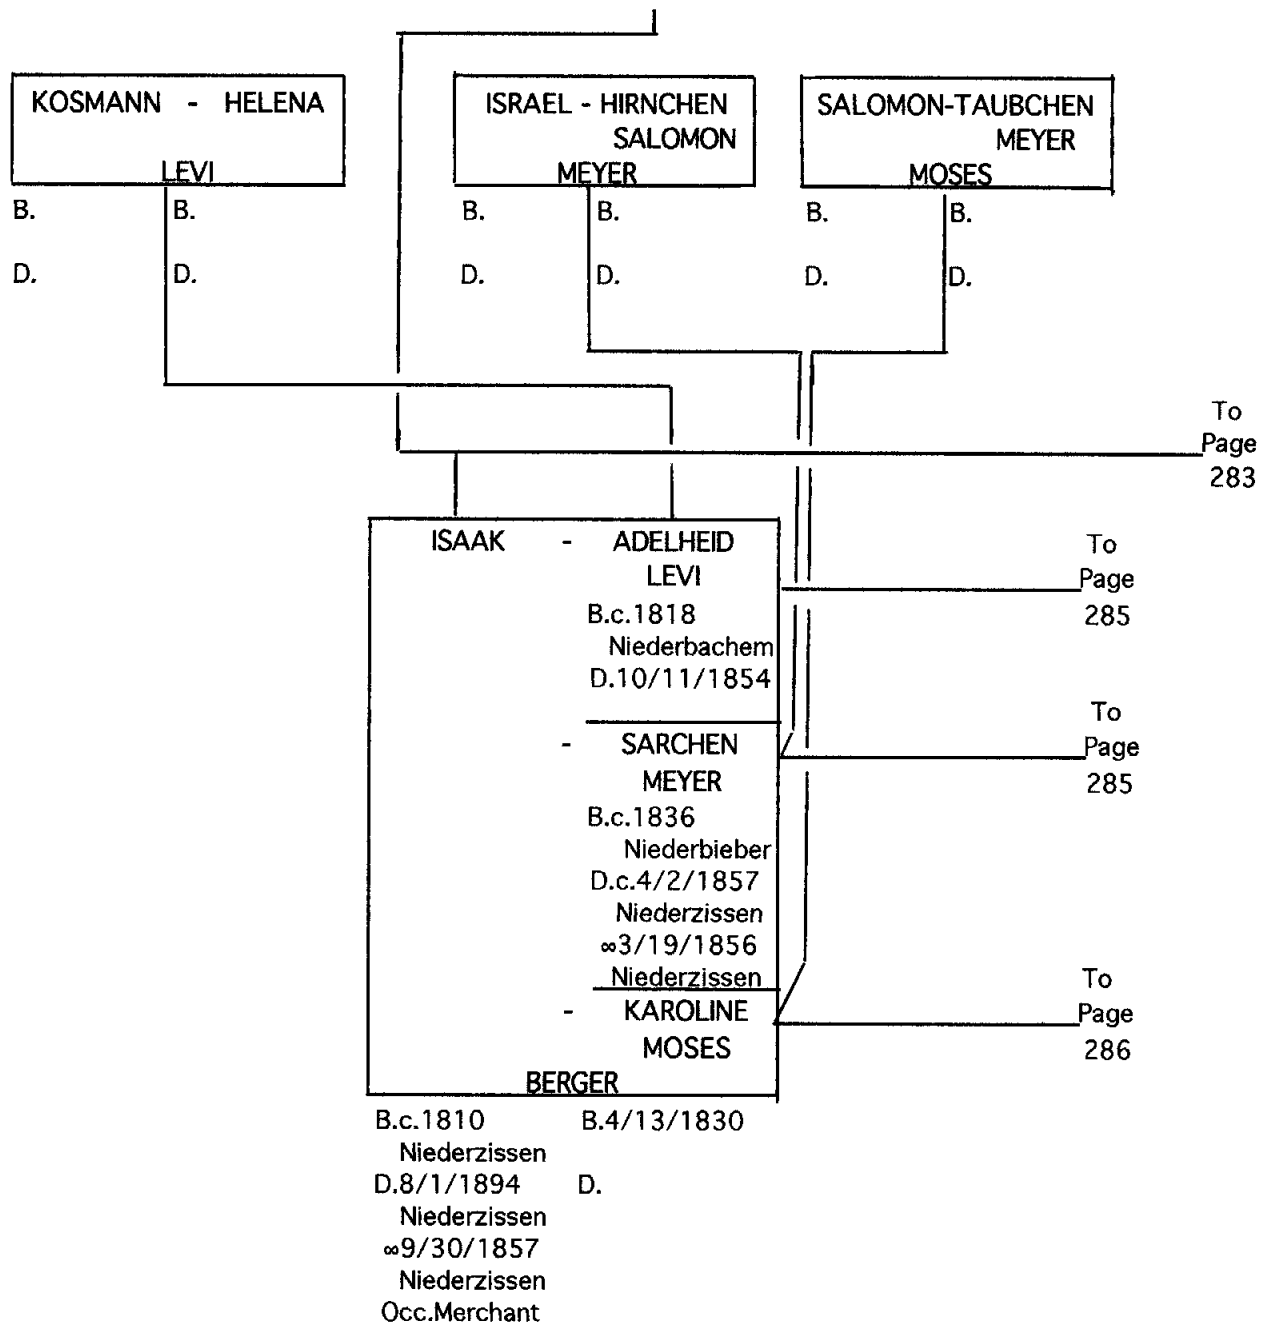 KOSMANN - HELENA
LEVI
B. B.
D. D.
ISRAEL - HIRNCHEN
SALOMON
MEYER
B. B.
D. D.
SALOMON-TAUBCHEN
MEYER
MOSES
B. B.
D. D.
To
Page
283
ISAAK - ADELHEID
LEVI
B.c.1818
Niederbachem
D.10/11/1854
To
Page
285
- SARCHEN
MEYER
B.c.1836
Niederbieber
D.c.4/2/1857
Niederzissen
∞3/19/1856
Niederzissen
To
Page
285
- KAROLINE
MOSES
BERGER
To
Page
286
B.c.1810 B.4/13/1830
Niederzissen
D.8/1/1894 D.
Niederzissen
∞9/30/1857
Niederzissen
Occ.Merchant